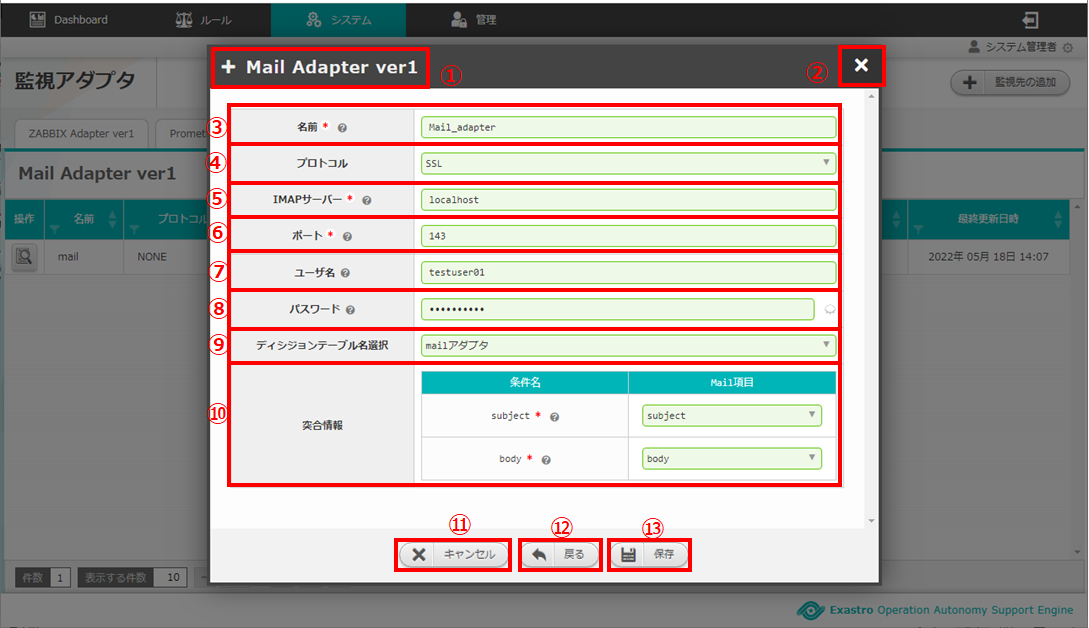 Dashboard
ルール
システム
管理
システム管理者
監視アダプタ
監視先の追加
+ Mail Adapter ver1
①
②
ZABBIX Adapter ver1
Promet
Mail Adapter ver1
操作
名前
プロトコル
最終更新日時
mail
NONE
2022年 05月 18日 14:07
③
名前 *
Mail_adapter
④
プロトコル
SSL
⑤
IMAPサーバー *
localhost
⑥
ポート *
143
⑦
ユーザ名
testuser01
⑧
パスワード
••••••••••
⑨
ディシジョンテーブル名選択
mailアダプタ
⑩
突合情報
条件名
Mail項目
subject *
subject
body *
body
⑪
⑫
⑬
キャンセル
戻る
保存
件数 1
表示する件数 10
Exastro Operation Autonomy Support Engine